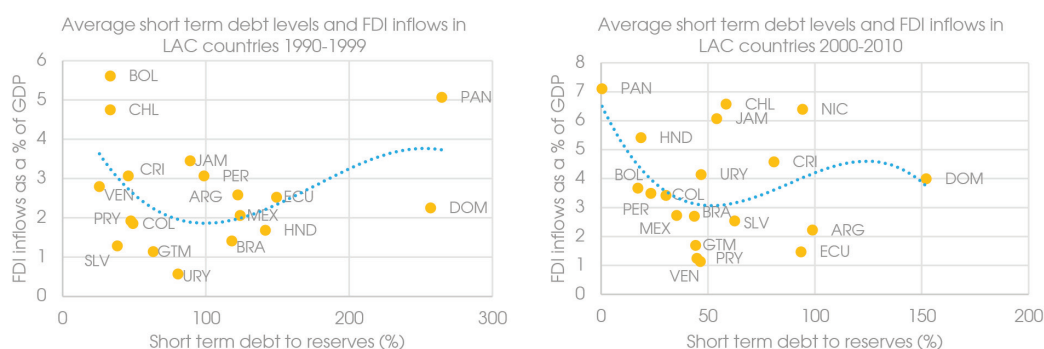 Average short term debt levels and FDI inflows in
LAC countries 1990-1999
FDI inflows as a % of GDP
6
5
4
3
2
1
0
BOL
CHL
PAN
JAM
CRI
PER
VEN
ARG
ECU
DOM
MEX
PRY
COL
HND
BRA
SLV
GTM
URY
0
100
200
300
Short term debt to reserves (%)
Average short term debt levels and FDI inflows in
LAC countries 2000-2010
FDI inflows as a % of GDP
8
7
6
5
4
3
2
1
0
PAN
CHL
NIC
JAM
HND
CRI
BOL
URY
DOM
COL
PER
BRA
MEX
SLV
ARG
GTM
ECU
PRY
VEN
0
50
100
150
200
Short term debt to reserves (%)